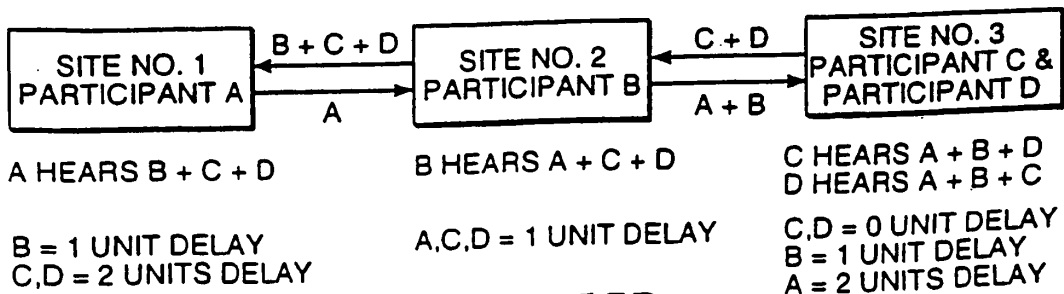 SITE NO. 1
PARTICIPANT A
B + C + D
A
SITE NO. 2
PARTICIPANT B
C + D
A + B
SITE NO. 3
PARTICIPANT C &
PARTICIPANT D
A HEARS B + C + D
B = 1 UNIT DELAY
C,D = 2 UNITS DELAY
B HEARS A + C + D
A,C,D = 1 UNIT DELAY
C HEARS A + B + D
D HEARS A + B + C
C,D = 0 UNIT DELAY
B = 1 UNIT DELAY
A = 2 UNITS DELAY